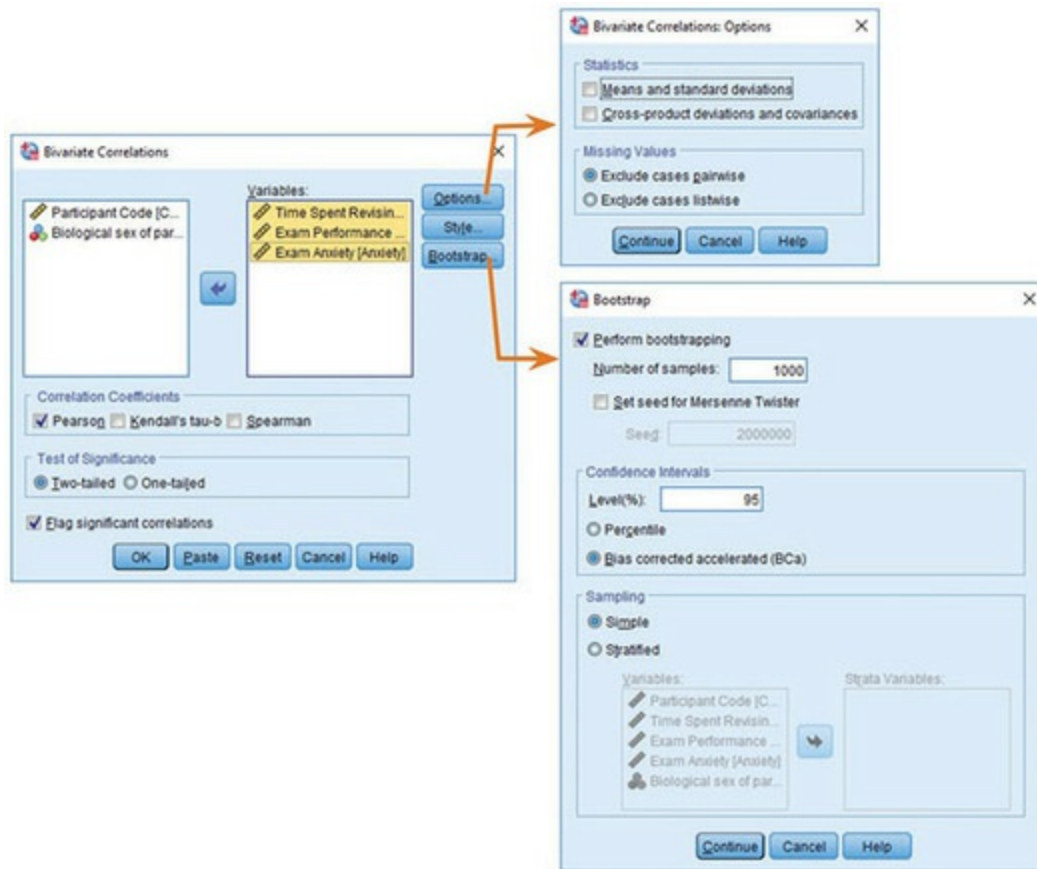 Bivariate Correlations
Variables:
Participant Code [C...
Biological sex of par...
Time Spent Revisin...
Exam Performance ...
Exam Anxiety [Anxiety]
Options...
Style...
Bootstrap...
Correlation Coefficients
Pearson Kendall's tau-b Spearman
Test of Significance
Two-tailed One-tailed
Flag significant correlations
OK Paste Reset Cancel Help
Bivariate Correlations: Options
Statistics
Means and standard deviations
Cross-product deviations and covariances
Missing Values
Exclude cases pairwise
Exclude cases listwise
Continue Cancel Help
Bootstrap
Perform bootstrapping
Number of samples: 1000
Set seed for Mersenne Twister
Seed: 2000000
Confidence Intervals
Level(%): 95
Percentile
Bias corrected accelerated (BCa)
Sampling
Simple
Stratified
Variables:
Participant Code [C...
Time Spent Revisin...
Exam Performance ...
Exam Anxiety [Anxiety]
Biological sex of par...
Strata Variables:
Continue Cancel Help